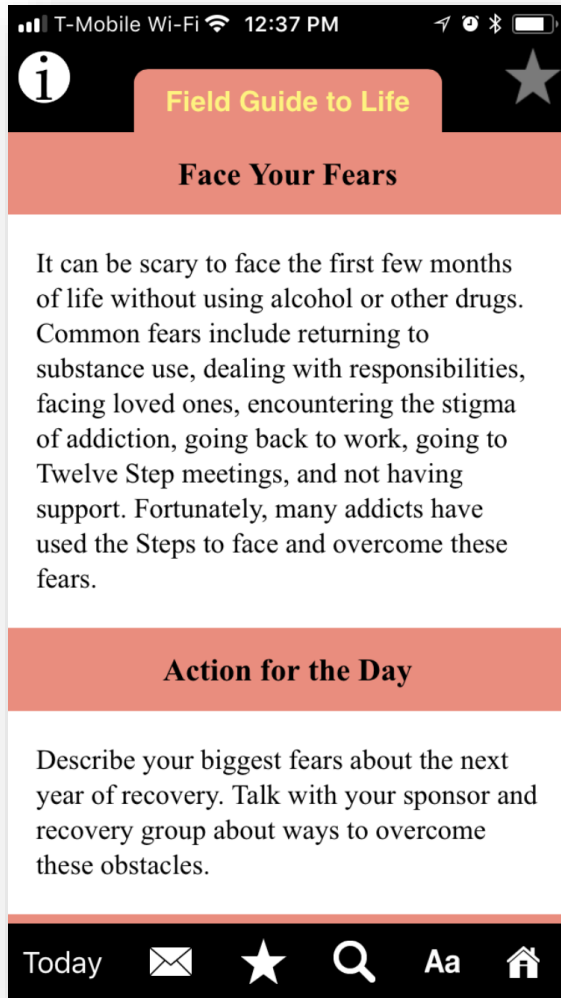 T-Mobile Wi-Fi 12:37 PM
i
Field Guide to Life
Face Your Fears
It can be scary to face the first few months
of life without using alcohol or other drugs.
Common fears include returning to
substance use, dealing with responsibilities,
facing loved ones, encountering the stigma
of addiction, going back to work, going to
Twelve Step meetings, and not having
support. Fortunately, many addicts have
used the Steps to face and overcome these
fears.
Action for the Day
Describe your biggest fears about the next
year of recovery. Talk with your sponsor and
recovery group about ways to overcome
these obstacles.
Today Aa